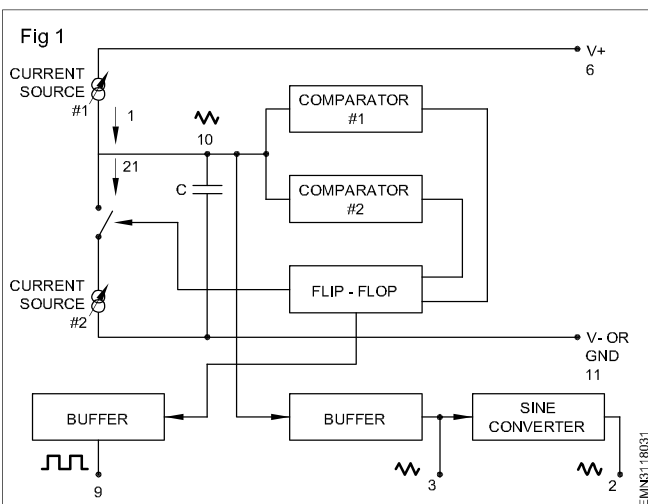 Fig 1
V+
6
CURRENT
SOURCE
#1
1
10
COMPARATOR
#1
21
C
COMPARATOR
#2
FLIP - FLOP
CURRENT
SOURCE
#2
V- OR
GND
11
BUFFER
BUFFER
SINE
CONVERTER
9
3
2
EMN3118031